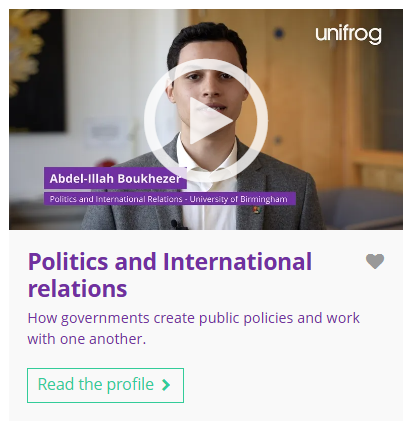 unifrog
Abdel-Illah Boukhezer
Politics and International Relations - University of Birmingham
Politics and International
relations
How governments create public policies and work
with one another.
Read the profile